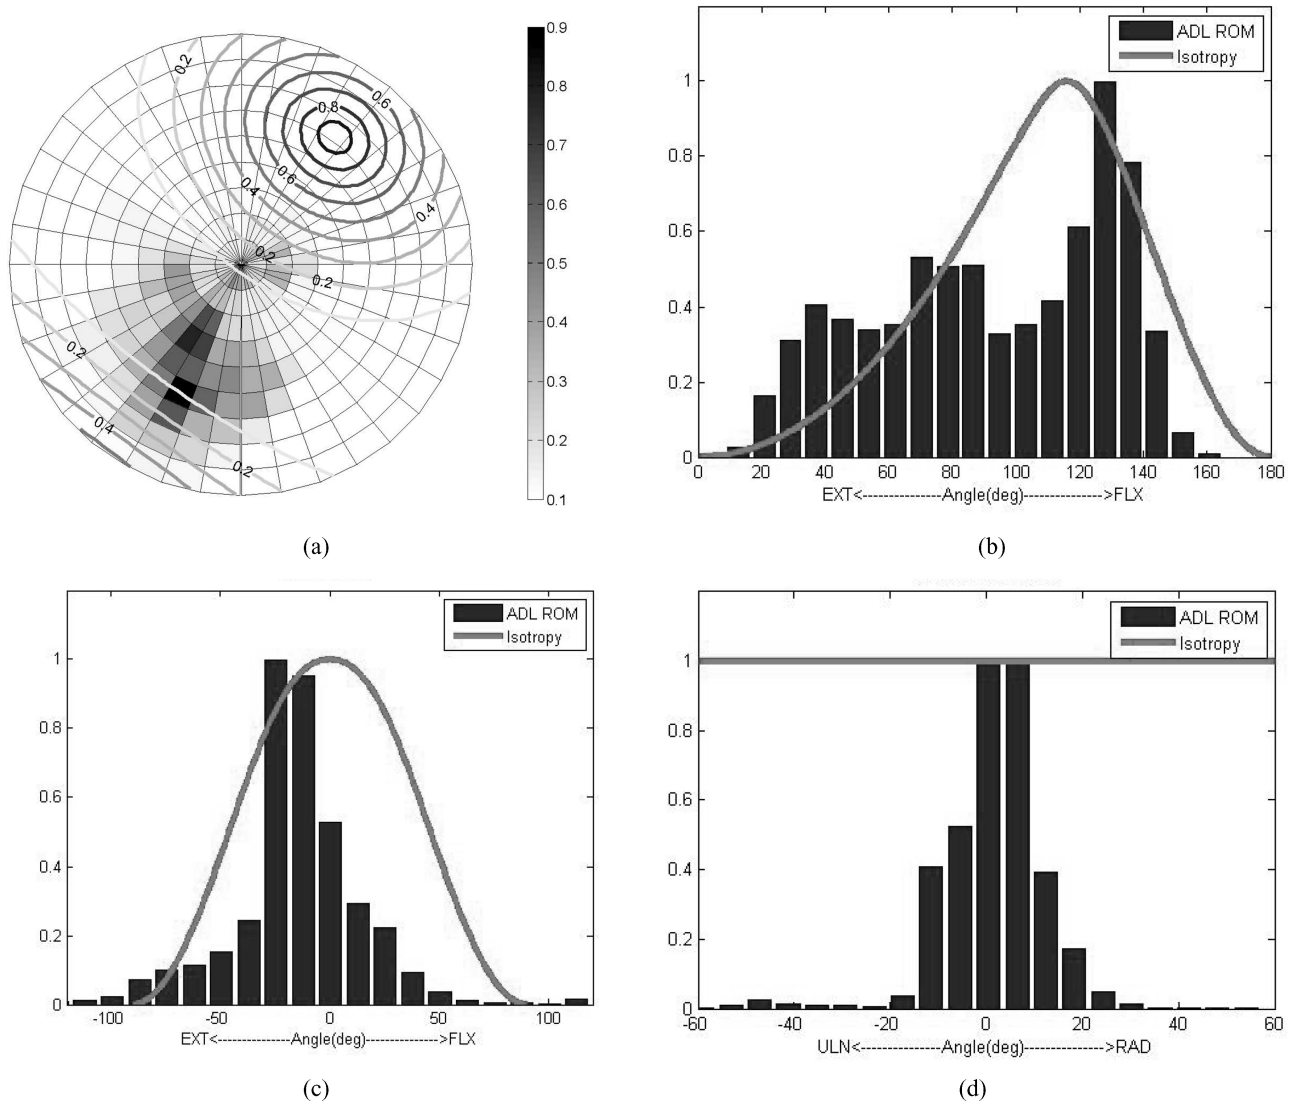 0.2
0.6
0.8
0.6
0.4
0.4
0.2
0.2
0.2
0.4
0.2
0.9
0.8
0.7
0.6
0.5
0.4
0.3
0.2
0.1
(a)
ADL ROM
Isotropy
1
0.8
0.6
0.4
0.2
0
0 20 40 60 80 100 120 140 160 180
EXT<----------------Angle(deg)---------------->FLX
(b)
ADL ROM
Isotropy
1
0.8
0.6
0.4
0.2
0
-100 -50 0 50 100
EXT<---------------Angle(deg)--------------->FLX
(c)
ADL ROM
Isotropy
1
0.8
0.6
0.4
0.2
0
-60 -40 -20 0 20 40 60
ULN<----------------Angle(deg)---------------->RAD
(d)